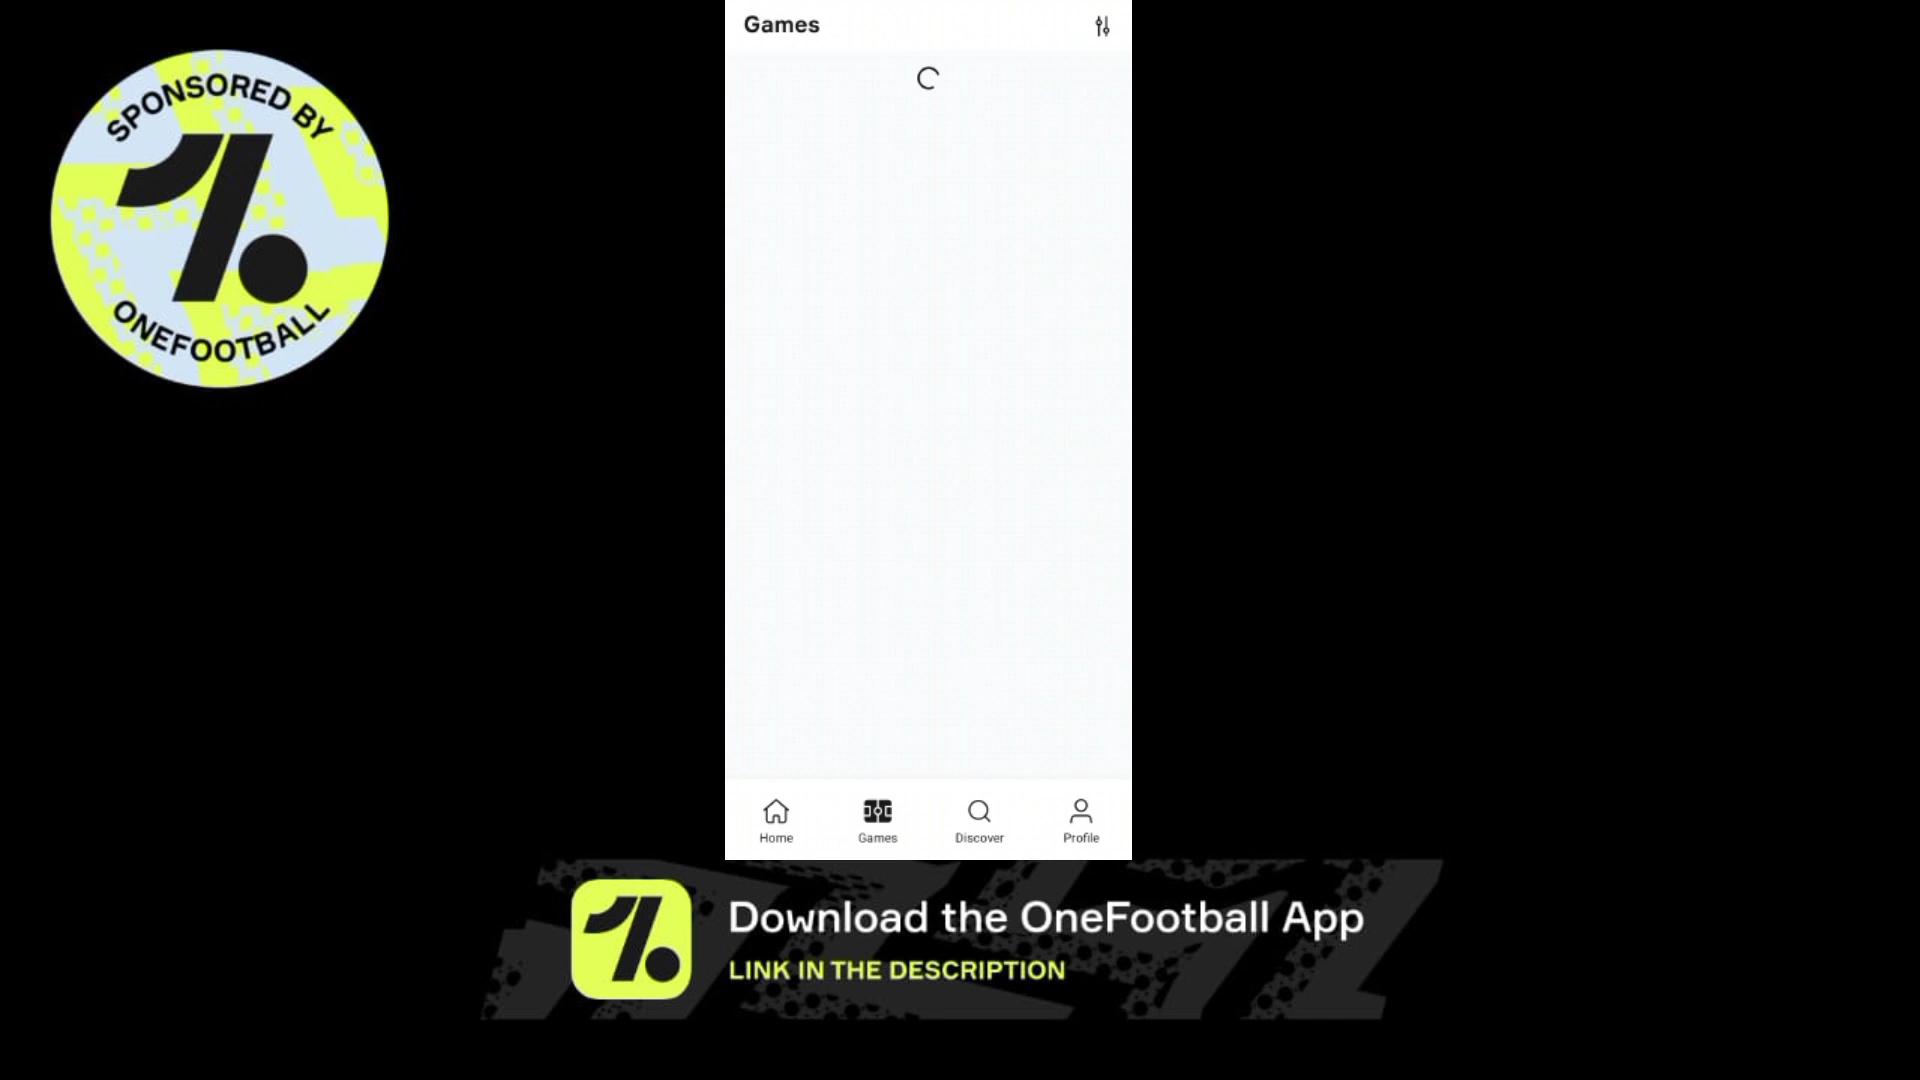 SPONSORED BY
ONEFOOTBALL
Games
Home
Games
Discover
Profile
Download the OneFootball App
LINK IN THE DESCRIPTION